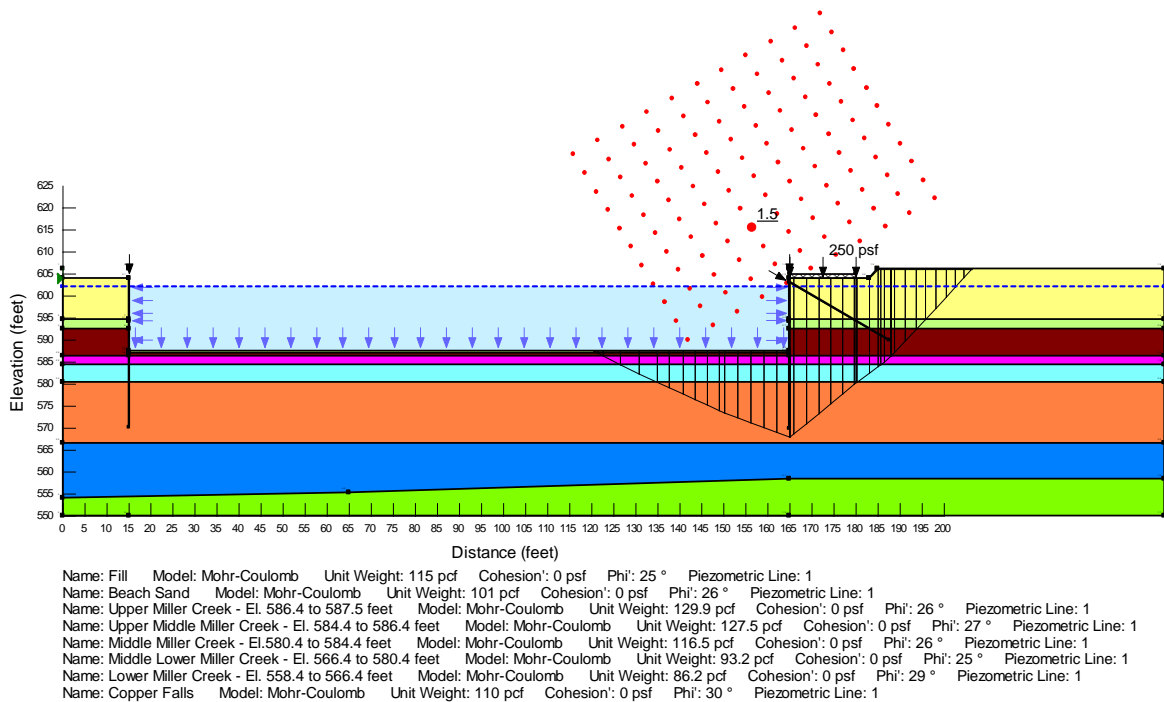 1.5
250 psf
Elevation (feet)
625
620
615
610
605
600
595
590
585
580
575
570
565
560
555
550
0 5 10 15 20 25 30 35 40 45 50 55 60 65 70 75 80 85 90 95 100 105 110 115 120 125 130 135 140 145 150 155 160 165 170 175 180 185 190 195 200
Distance (feet)
Name: Fill Model: Mohr-Coulomb Unit Weight: 115 pcf Cohesion': 0 psf Phi': 25 ° Piezometric Line: 1
Name: Beach Sand Model: Mohr-Coulomb Unit Weight: 101 pcf Cohesion': 0 psf Phi': 26 ° Piezometric Line: 1
Name: Upper Miller Creek - El. 586.4 to 587.5 feet Model: Mohr-Coulomb Unit Weight: 129.9 pcf Cohesion': 0 psf Phi': 26 ° Piezometric Line: 1
Name: Upper Middle Miller Creek - El. 584.4 to 586.4 feet Model: Mohr-Coulomb Unit Weight: 127.5 pcf Cohesion': 0 psf Phi': 27 ° Piezometric Line: 1
Name: Middle Miller Creek - El.580.4 to 584.4 feet Model: Mohr-Coulomb Unit Weight: 116.5 pcf Cohesion': 0 psf Phi': 26 ° Piezometric Line: 1
Name: Middle Lower Miller Creek - El. 566.4 to 580.4 feet Model: Mohr-Coulomb Unit Weight: 93.2 pcf Cohesion': 0 psf Phi': 25 ° Piezometric Line: 1
Name: Lower Miller Creek - El. 558.4 to 566.4 feet Model: Mohr-Coulomb Unit Weight: 86.2 pcf Cohesion': 0 psf Phi': 29 ° Piezometric Line: 1
Name: Copper Falls Model: Mohr-Coulomb Unit Weight: 110 pcf Cohesion': 0 psf Phi': 30 ° Piezometric Line: 1